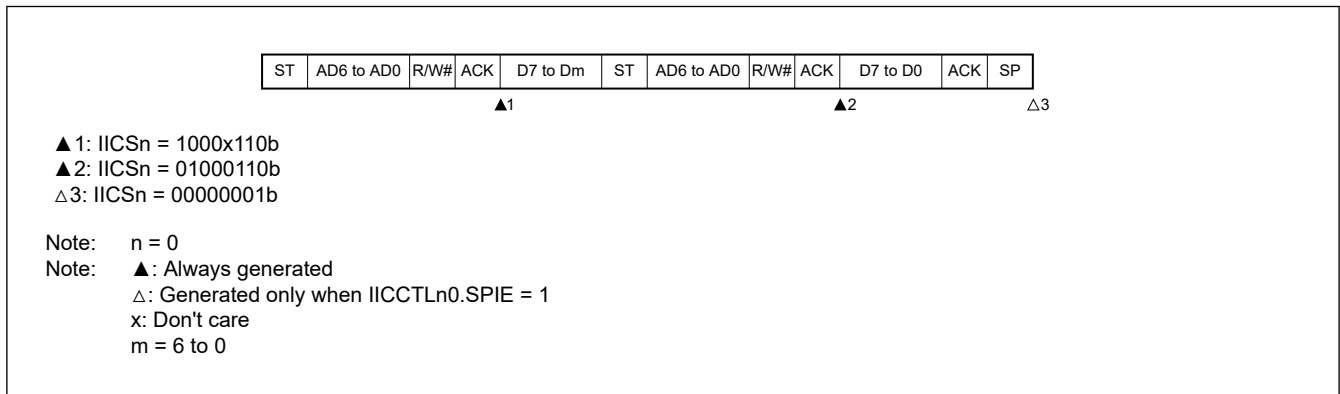 ST AD6 to AD0 R/W# ACK D7 to Dm ST AD6 to AD0 R/W# ACK D7 to D0 ACK SP
▲1 ▲2 △3
▲1: IICSn = 1000x110b
▲2: IICSn = 01000110b
△3: IICSn = 00000001b
Note: n = 0
Note: ▲: Always generated
△: Generated only when IICCTLn0.SPIE = 1
x: Don't care
m = 6 to 0